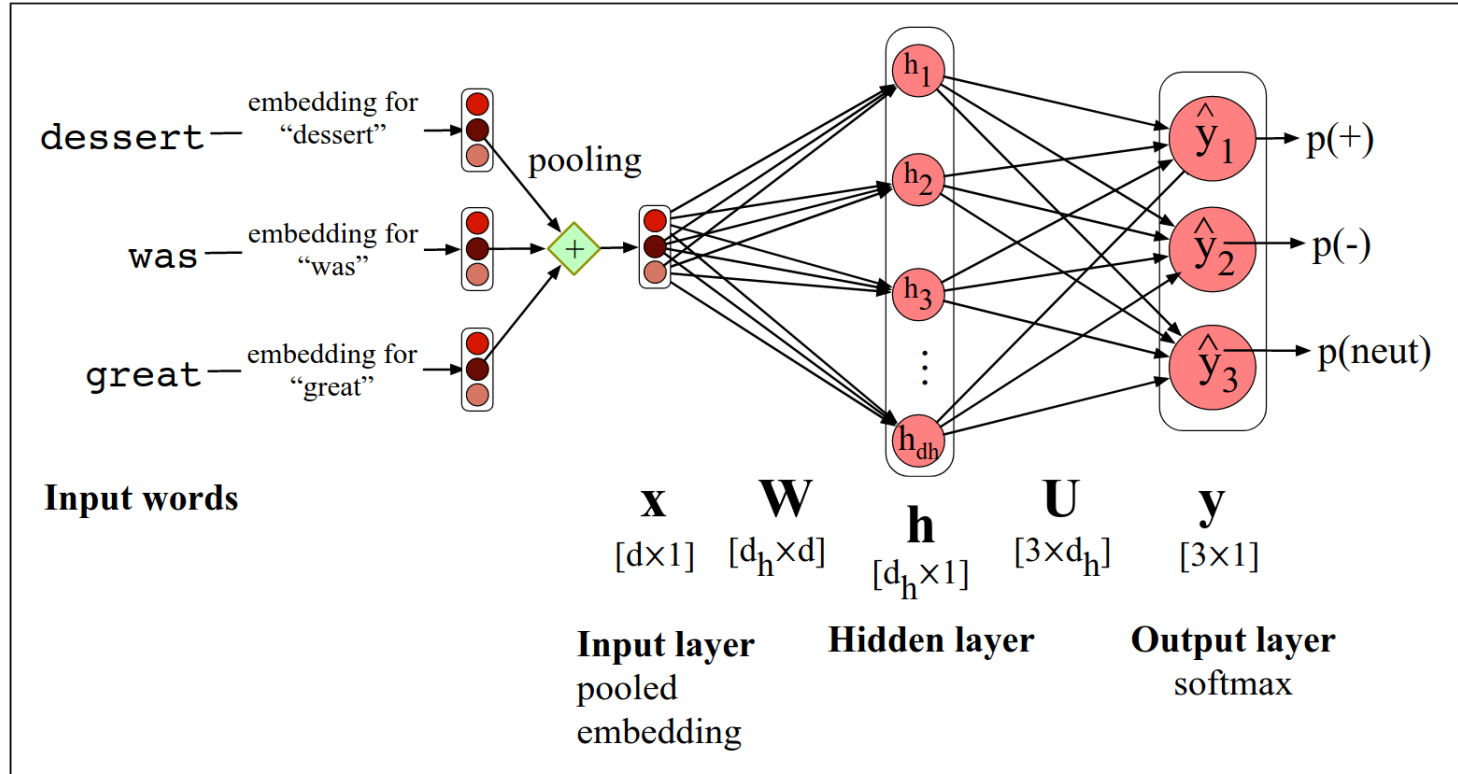 dessert
embedding for
“dessert”
was
embedding for
“was”
great
embedding for
“great”
pooling
+
h1
h2
h3
⋮
hdh
ŷ1
ŷ2
ŷ3
p(+)
p(-)
p(neut)
Input words
x
[d×1]
W
[dh×d]
h
[dh×1]
U
[3×dh]
y
[3×1]
Input layer
pooled
embedding
Hidden layer
Output layer
softmax